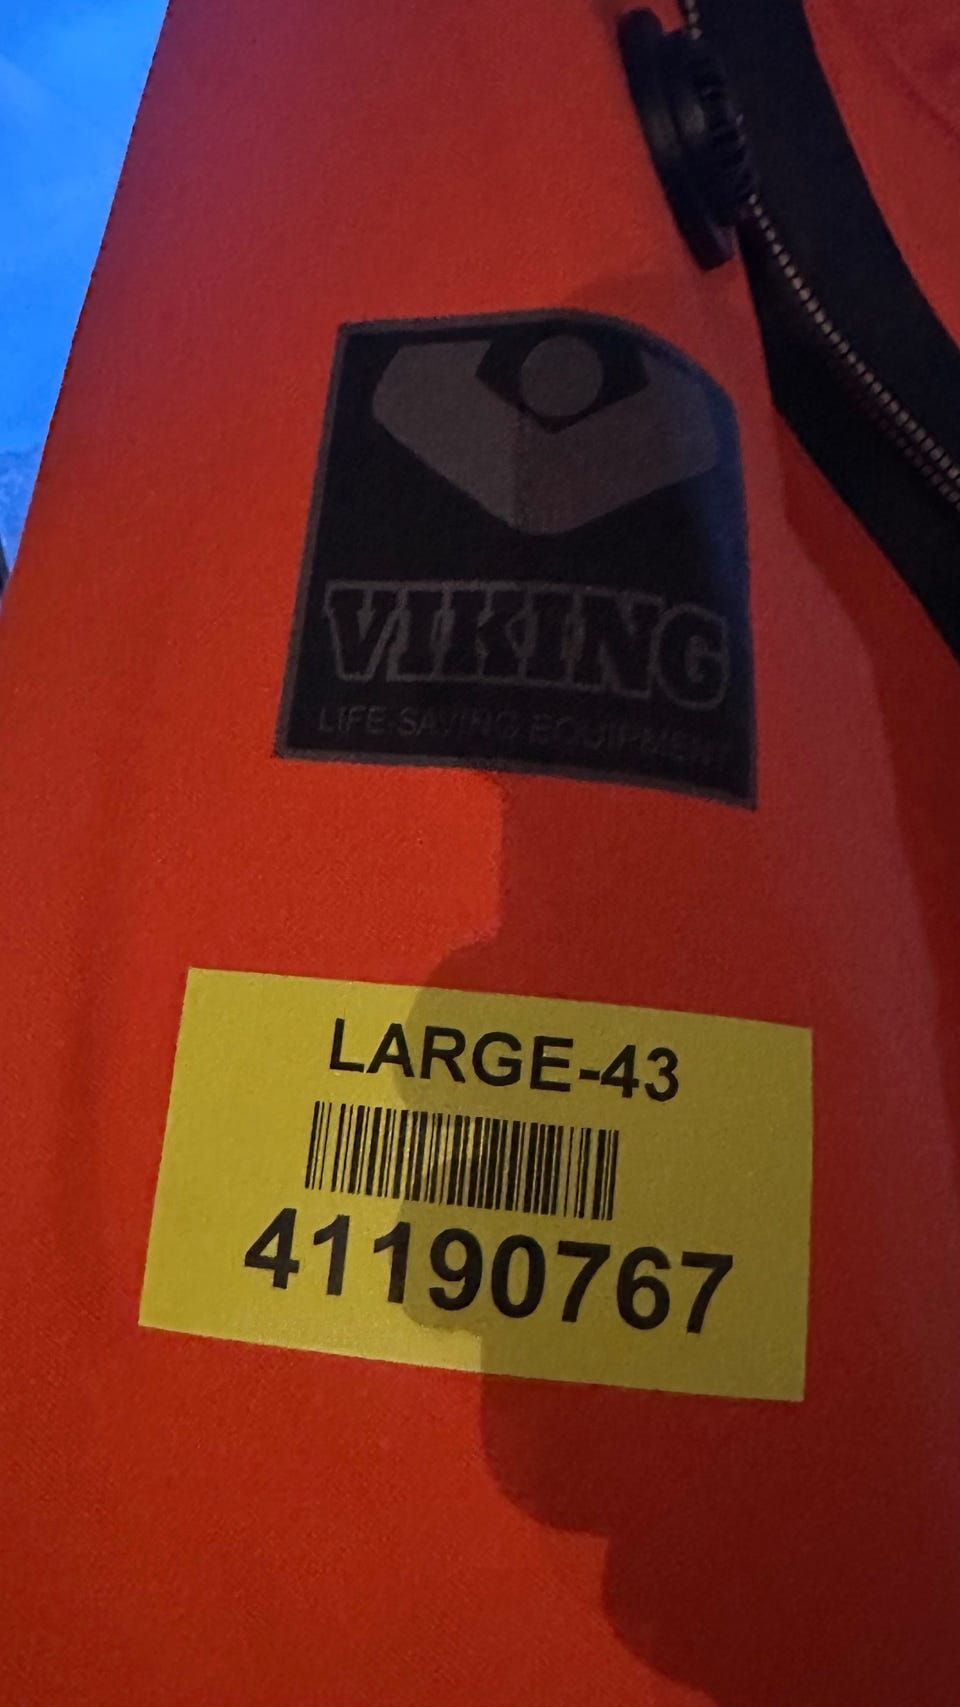 VIKING
LIFE-SAVING EQUIPMENT
LARGE-43
41190767